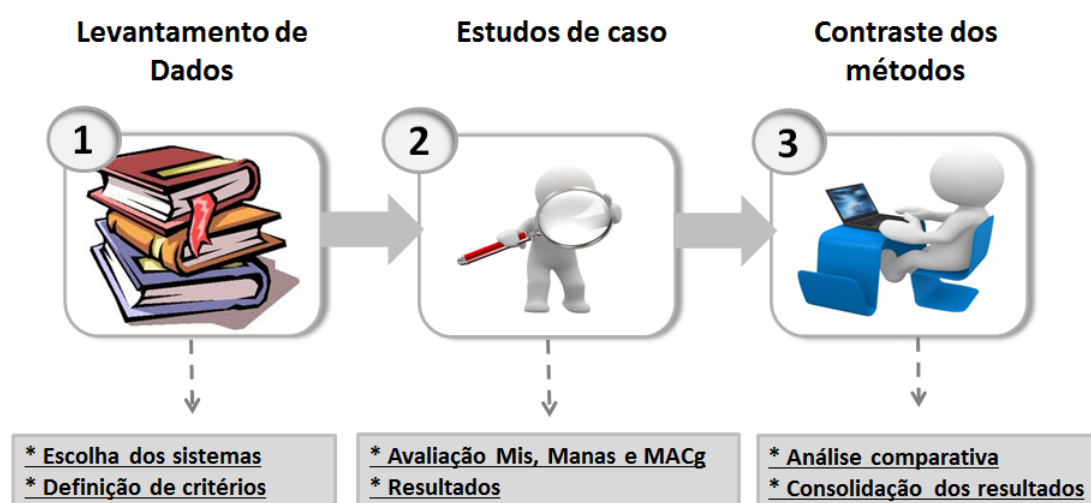 Levantamento de
Dados
Estudos de caso
Contraste dos
métodos
1
2
3
* Escolha dos sistemas
* Definição de critérios
* Avaliação Mis, Manas e MACg
* Resultados
* Análise comparativa
* Consolidação dos resultados